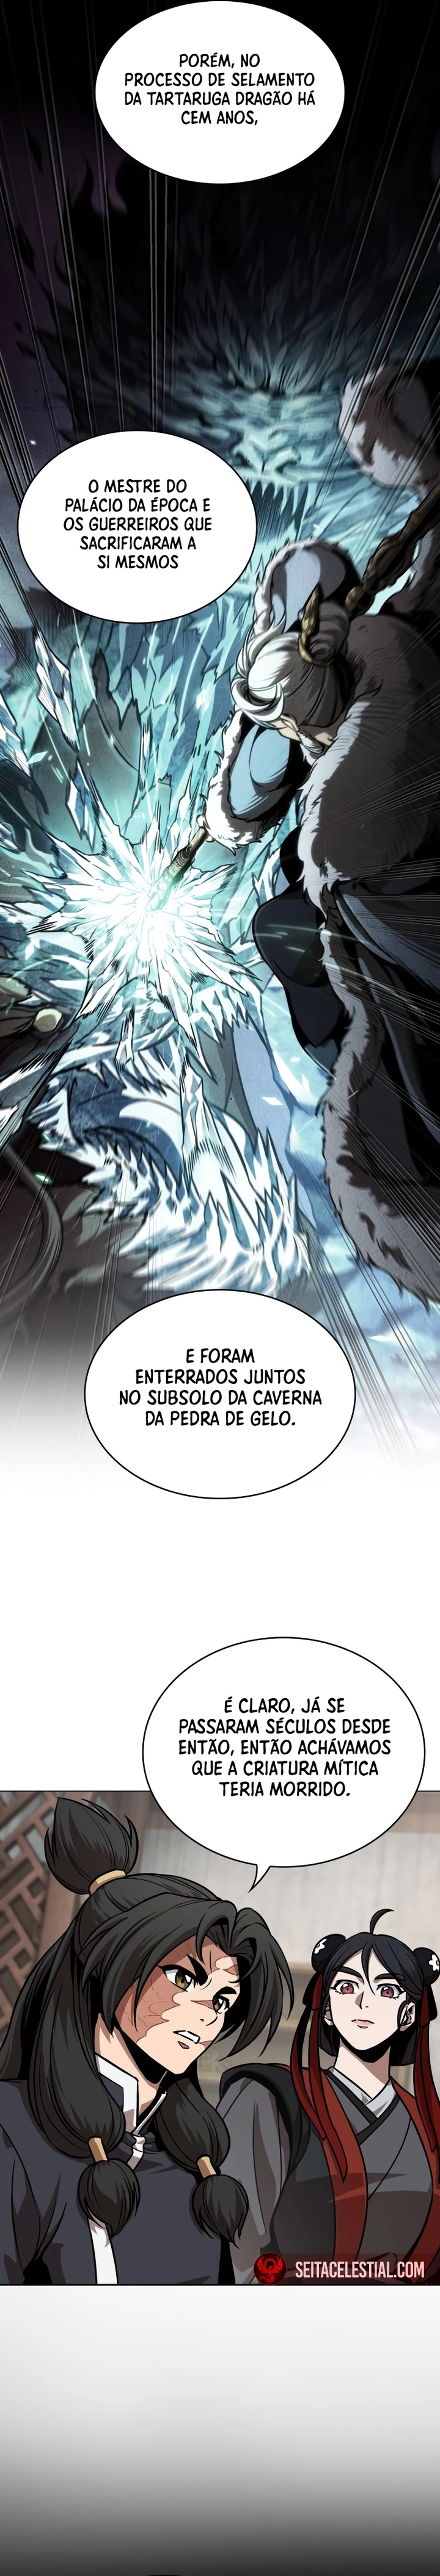 PORÉM, NO
PROCESSO DE SELAMENTO
DA TARTARUGA DRAGÃO HÁ
CEM ANOS,
O MESTRE DO
PALÁCIO DA ÉPOCA E
OS GUERREIROS QUE
SACRIFICARAM A
SI MESMOS
E FORAM
ENTERRADOS JUNTOS
NO SUBSOLO DA CAVERNA
DA PEDRA DE GELO.
É CLARO, JÁ SE
PASSARAM SÉCULOS DESDE
ENTÃO, ENTÃO ACHÁVAMOS
QUE A CRIATURA MÍTICA
TERIA MORRIDO.
SEITACELESTIAL.COM